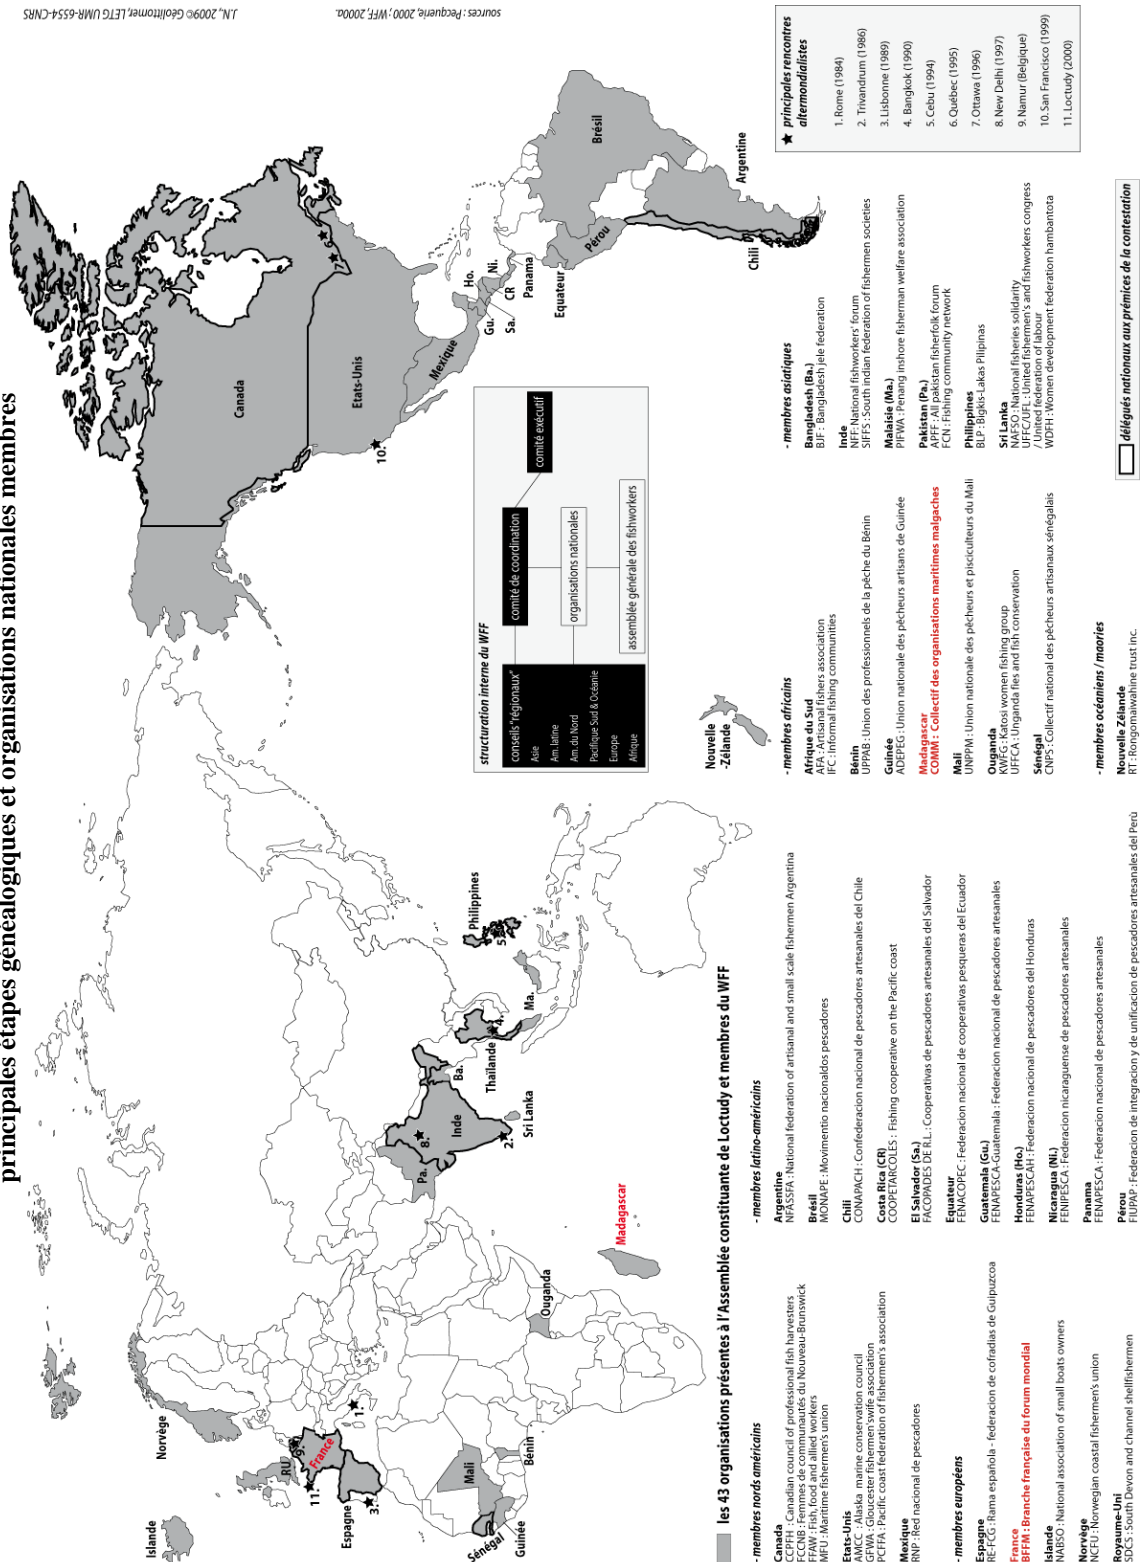 principales étapes généalogiques et organisations nationales membres
J.N., 2009© Géolittomer, LETG UMR-6554-CNRS
sources : Pecquerie, 2000 ; WFF, 2000a.
Islande
Norvège
RU
9.
France
11.
Espagne
3.
1.
Sénégal
Guinée
Mali
Bénin
Ouganda
Madagascar
Pa.
8.
Inde
2.
Sri Lanka
Ba.
Thaïlande
4.
Ma.
Philippines
5.
Nouvelle
-Zélande
Canada
Etats-Unis
6.
7.
10.
Mexique
Gu.
Ho.
Sa.
Ni.
CR
Panama
Equateur
Pérou
Brésil
Chili
Argentine
structuration interne du WFF
conseils "régionaux"
Asie
Am. latine
Am. du Nord
Pacifique Sud & Océanie
Europe
Afrique
comité de coordination
comité exécutif
organisations nationales
assemblée générale des fishworkers
★ principales rencontres
altermondialistes
1. Rome (1984)
2. Trivandrum (1986)
3. Lisbonne (1989)
4. Bangkok (1990)
5. Cebu (1994)
6. Québec (1995)
7. Ottawa (1996)
8. New Delhi (1997)
9. Namur (Belgique)
10. San Francisco (1999)
11. Loctudy (2000)
les 43 organisations présentes à l'Assemblée constituante de Loctudy et membres du WFF
- membres nords américains
Canada
CCPFH : Canadian council of professional fish harvesters
FCCNB : Femmes de communautés du Nouveau-Brunswick
FFAW : Fish, food and allied workers
MFU : Maritime fishermen's union
Etats-Unis
AMCC : Alaska marine conservation council
GFWA : Gloucester fishermen'swife association
PCFFA : Pacific coast federation of fishermen's association
Mexique
RNP : Red nacional de pescadores
- membres européens
Espagne
RE-FCG : Rama española - federacion de cofradias de Guipuzcoa
France
BFFM : Branche française du forum mondial
Islande
NABSO : National association of small boats owners
Norvège
NCFU : Norwegian coastal fishermen's union
Royaume-Uni
SDCS : South Devon and channel shellfishermen
- membres latino-américains
Argentine
NFASSFA : National federation of artisanal and small scale fishermen Argentina
Brésil
MONAPE : Movimentio nacionaldos pescadores
Chili
CONAPACH : Confederacion nacional de pescadores artesanales del Chile
Costa Rica (CR)
COOPETARCOLES : Fishing cooperative on the Pacific coast
El Salvador (Sa.)
FACOPADES DE R.L. : Cooperativas de pescadores artesanales del Salvador
Equateur
FENACOPEC : Federacion nacional de cooperativas pesqueras del Ecuador
Guatemala (Gu.)
FENAPESCA-Guatemala : Federacion nacional de pescadores artesanales
Honduras (Ho.)
FENAPESCAH : Federacion nacional de pescadores del Honduras
Nicaragua (Ni.)
FENIPESCA : Federacion nicaraguense de pescadores artesanales
Panama
FENAPESCA : Federacion nacional de pescadores artesanales
Pérou
FIUPAP : Federacion de integracion y de unificacion de pescadores artesanales del Perù
- membres africains
Afrique du Sud
AFA : Artisanal fishers association
IFC : Informal fishing communities
Bénin
UPPAB : Union des professionnels de la pêche du Bénin
Guinée
ADEPEG : Union nationale des pêcheurs artisans de Guinée
Madagascar
COMM : Collectif des organisations maritimes malgaches
Mali
UNPPM : Union nationale des pêcheurs et pisciculteurs du Mali
Ouganda
KWFG : Katosi women fishing group
UFFCA : Unganda fies and fish conservation
Sénégal
CNPS : Collectif national des pêcheurs artisanaux sénégalais
- membres océaniens / maories
Nouvelle Zélande
RT : Rongomaiwahine trust inc.
- membres asiatiques
Bangladesh (Ba.)
BJF : Bangladesh jele federation
Inde
NFF : National fishworkers' forum
SIFFS : South indian federation of fishermen societies
Malaisie (Ma.)
PIFWA : Penang inshore fisherman welfare association
Pakistan (Pa.)
APFF : All pakistan fisherfolk forum
FCN : Fishing community network
Philippines
BLP : Bigkis-Lakas Pilipinas
Sri Lanka
NAFSO : National fisheries solidarity
UFFC/UFL : United fishermen's and fishworkers congress
/ United federation of labour
WDFH : Women development federation hambantota
délégués nationaux aux prémices de la contestation